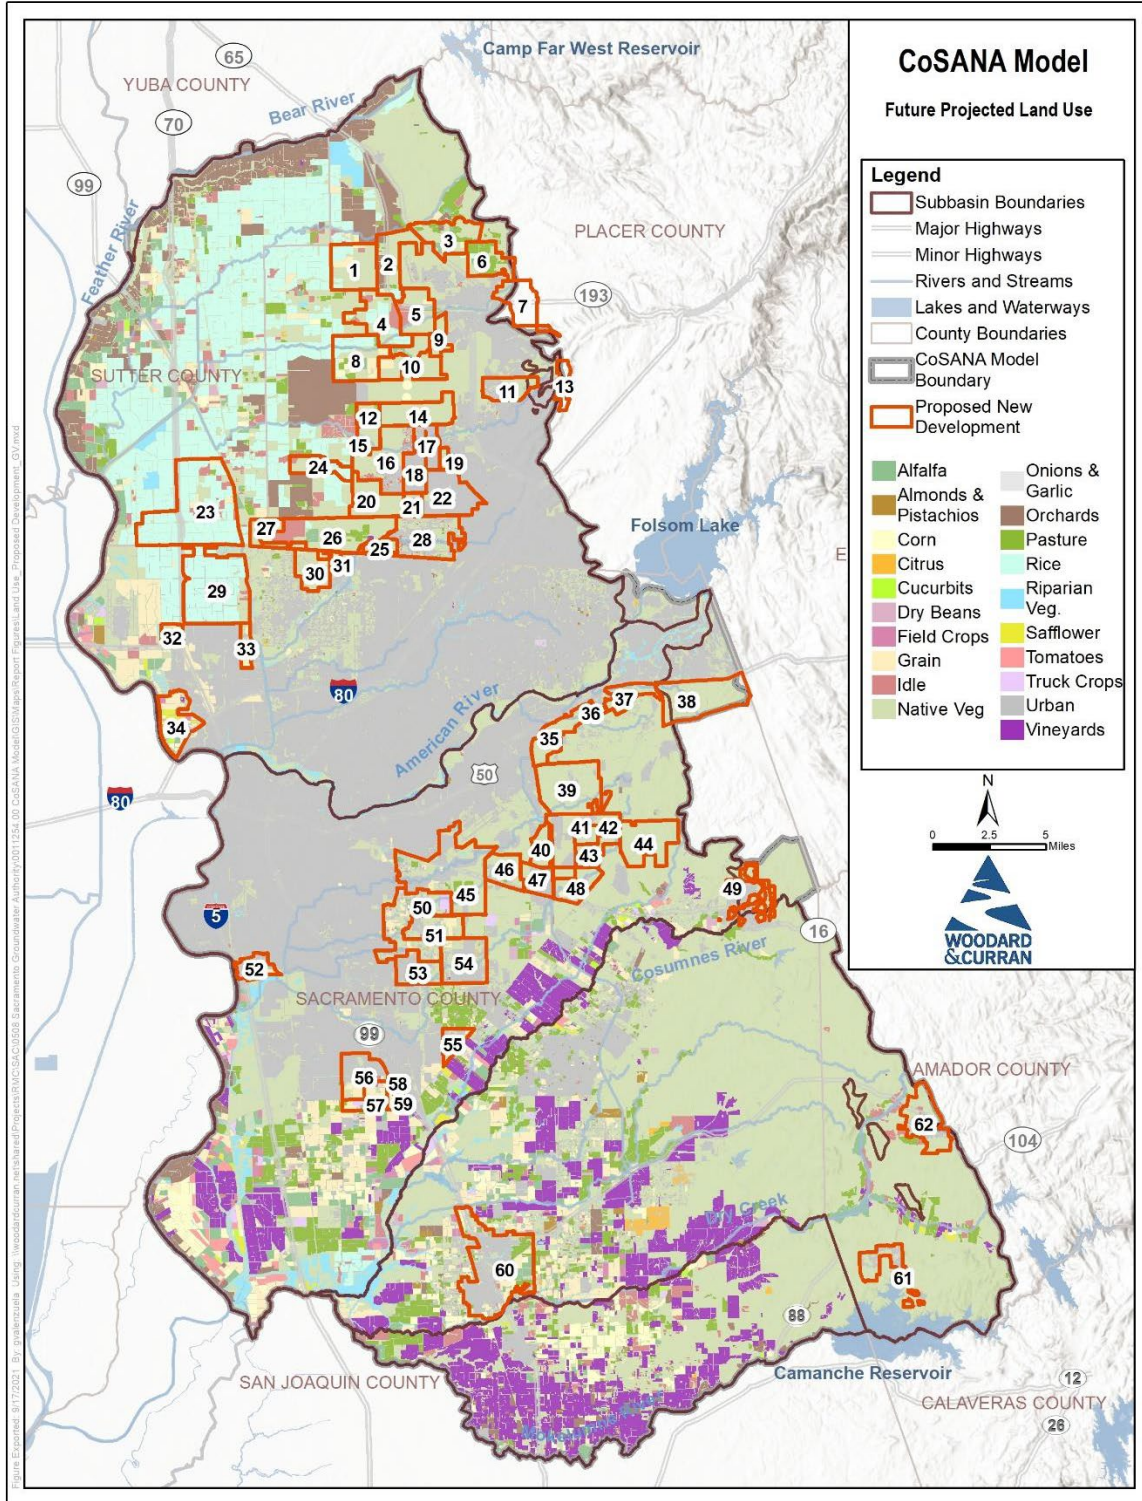 CoSANA Model
Future Projected Land Use
Legend
Subbasin Boundaries
Major Highways
Minor Highways
Rivers and Streams
Lakes and Waterways
County Boundaries
CoSANA Model
Boundary
Proposed New
Development
Alfalfa
Almonds &
Pistachios
Corn
Citrus
Cucurbits
Dry Beans
Field Crops
Grain
Idle
Native Veg
Onions &
Garlic
Orchards
Pasture
Rice
Riparian
Veg.
Safflower
Tomatoes
Truck Crops
Urban
Vineyards
N
0 2.5 5
Miles
WOODARD
&CURRAN
Camp Far West Reservoir
65
YUBA COUNTY
Bear River
70
99
Feather River
PLACER COUNTY
193
SUTTER COUNTY
Folsom Lake
E
80
American River
50
80
5
16
Cosumnes River
SACRAMENTO COUNTY
99
AMADOR COUNTY
104
Dry Creek
88
Camanche Reservoir
SAN JOAQUIN COUNTY
12
CALAVERAS COUNTY
26
1
2
3
4
5
6
7
8
9
10
11
12
13
14
15
16
17
18
19
20
21
22
23
24
25
26
27
28
29
30
31
32
33
34
35
36
37
38
39
40
41
42
43
44
45
46
47
48
49
50
51
52
53
54
55
56
57
58
59
60
61
62